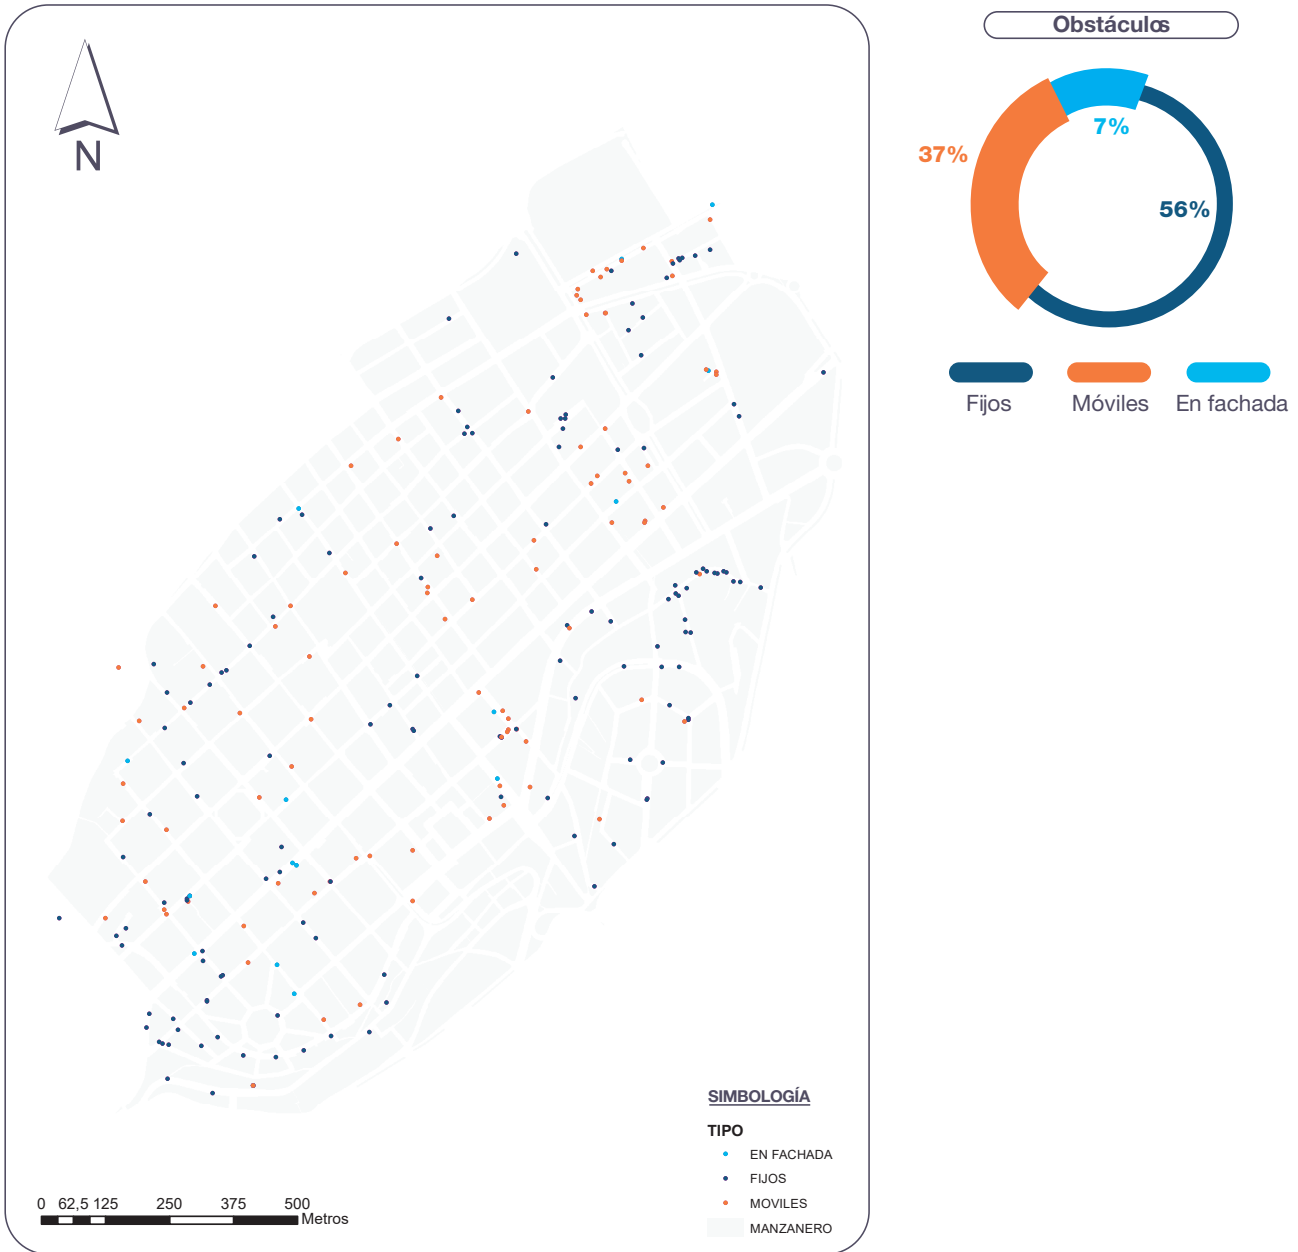 N
Obstáculos
7%
37%
56%
Fijos
Móviles
En fachada
SIMBOLOGÍA
TIPO
EN FACHADA
FIJOS
MOVILES
MANZANERO
0 62,5 125 250 375 500
Metros